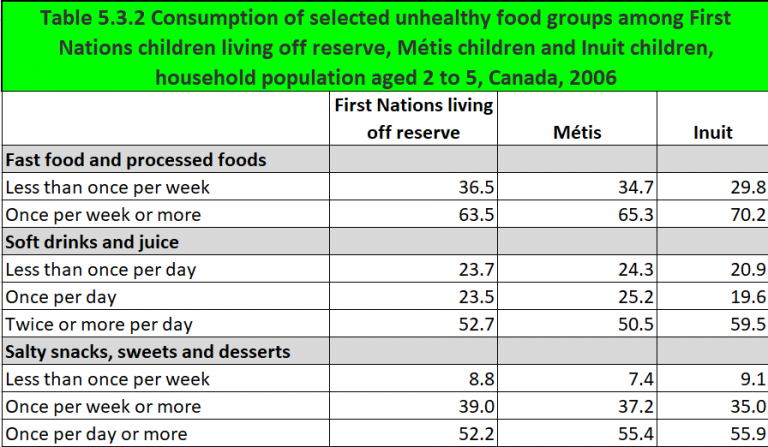 Table 5.3.2 Consumption of selected unhealthy food groups among First
Nations children living off reserve, Métis children and Inuit children,
household population aged 2 to 5, Canada, 2006
First Nations living
off reserve Métis Inuit
Fast food and processed foods
Less than once per week 36.5 34.7 29.8
Once per week or more 63.5 65.3 70.2
Soft drinks and juice
Less than once per day 23.7 24.3 20.9
Once per day 23.5 25.2 19.6
Twice or more per day 52.7 50.5 59.5
Salty snacks, sweets and desserts
Less than once per week 8.8 7.4 9.1
Once per week or more 39.0 37.2 35.0
Once per day or more 52.2 55.4 55.9